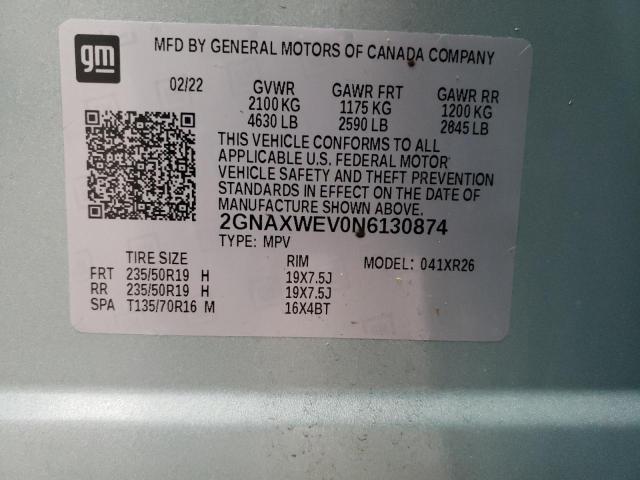 gm
MFD BY GENERAL MOTORS OF CANADA COMPANY
02/22 GVWR GAWR FRT GAWR RR
2100 KG 1175 KG 1200 KG
4630 LB 2590 LB 2645 LB
THIS VEHICLE CONFORMS TO ALL
APPLICABLE U.S. FEDERAL MOTOR
VEHICLE SAFETY AND THEFT PREVENTION
STANDARDS IN EFFECT ON THE DATE OF
MANUFACTURE SHOWN ABOVE.
2GNAXWEV0N6130874
TYPE: MPV
TIRE SIZE RIM MODEL: 041XR26
FRT 235/50R19 H 19X7.5J
RR 235/50R19 H 19X7.5J
SPA T135/70R16 M 16X4BT